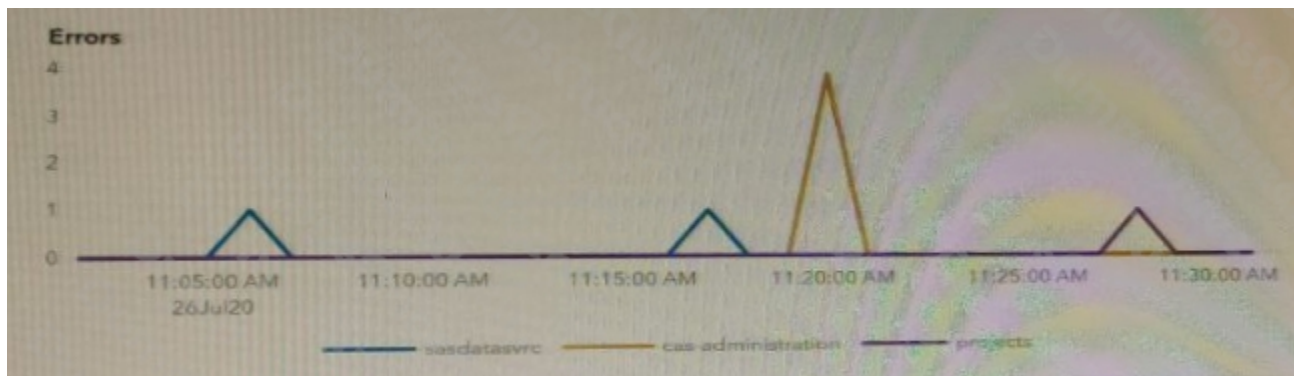 Errors
4
3
2
1
0
11:05:00 AM 11:10:00 AM 11:15:00 AM 11:20:00 AM 11:25:00 AM 11:30:00 AM
26Jul20
sasdatasvrc cas-administration projects